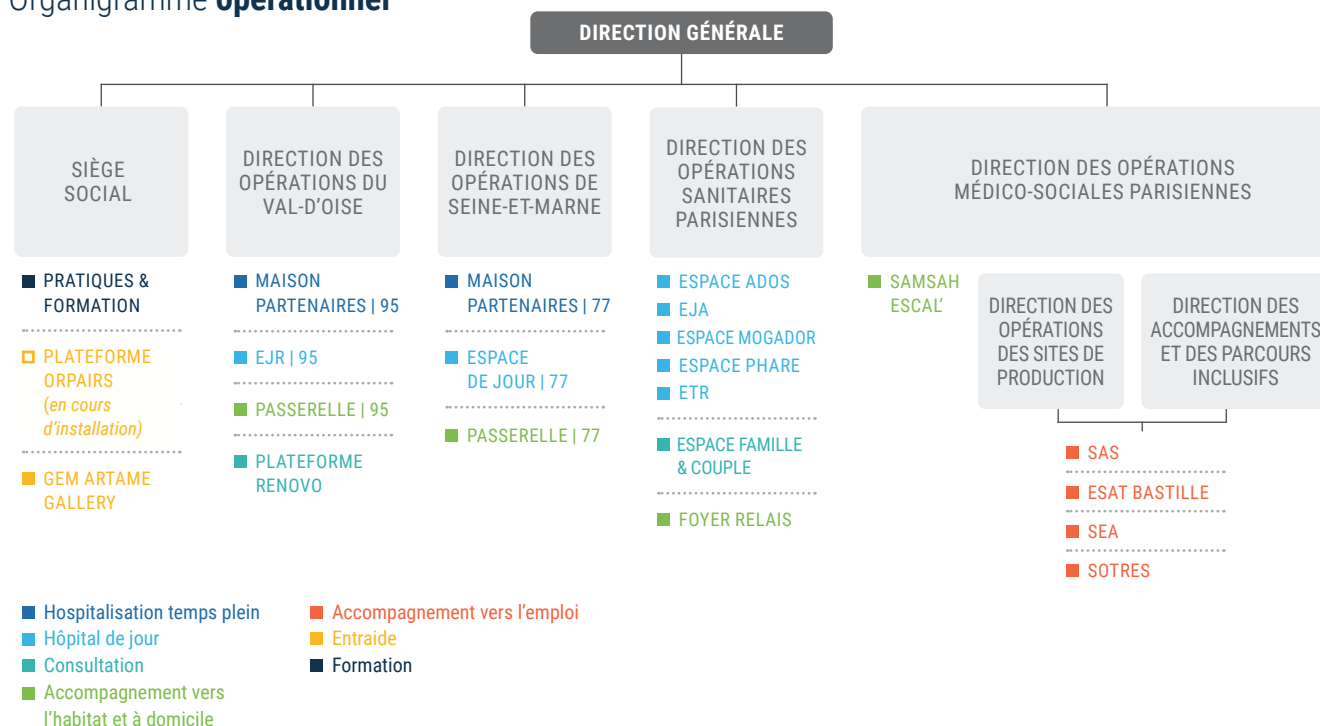 Organigramme opérationnel
DIRECTION GÉNÉRALE
SIÈGE
SOCIAL
PRATIQUES &
FORMATION
PLATEFORME
ORPAIRS
(en cours
d'installation)
GEM ARTAME
GALLERY
DIRECTION DES
OPÉRATIONS DU
VAL-D'OISE
MAISON
PARTENAIRES | 95
EJR | 95
PASSERELLE | 95
PLATEFORME
RENOVO
DIRECTION DES
OPÉRATIONS DE
SEINE-ET-MARNE
MAISON
PARTENAIRES | 77
ESPACE
DE JOUR | 77
PASSERELLE | 77
DIRECTION DES
OPÉRATIONS
SANITAIRES
PARISIENNES
ESPACE ADOS
EJA
ESPACE MOGADOR
ESPACE PHARE
ETR
ESPACE FAMILLE
& COUPLE
FOYER RELAIS
DIRECTION DES OPÉRATIONS
MÉDICO-SOCIALES PARISIENNES
SAMSAH
ESCAL'
DIRECTION DES
OPÉRATIONS
DES SITES DE
PRODUCTION
DIRECTION DES
ACCOMPAGNEMENTS
ET DES PARCOURS
INCLUSIFS
SAS
ESAT BASTILLE
SEA
SOTRES
Hospitalisation temps plein
Hôpital de jour
Consultation
Accompagnement vers
l'habitat et à domicile
Accompagnement vers l'emploi
Entraide
Formation